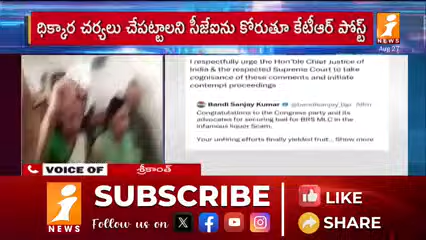 ధిక్కార చర్యలు చేపట్టాలని సీజేఐను కోరుతూ కేటీఆర్ పోస్ట్
i
NEWS
Aug 27
I respectfully urge the Hon'ble Chief Justice of
India & the respected Supreme Court to take
cognisance of these comments and initiate
contempt proceedings
Bandi Sanjay Kumar @bandisanjay_bjp
Congratulations to the Congress party and its
advocates for securing bail for BRS MLC in the
infamous liquor Scam.
Your untiring efforts finally yielded fruit... Show more
VOICE OF
శ్రీకాంత్
i
NEWS
SUBSCRIBE
Follow us on
LIKE
SHARE